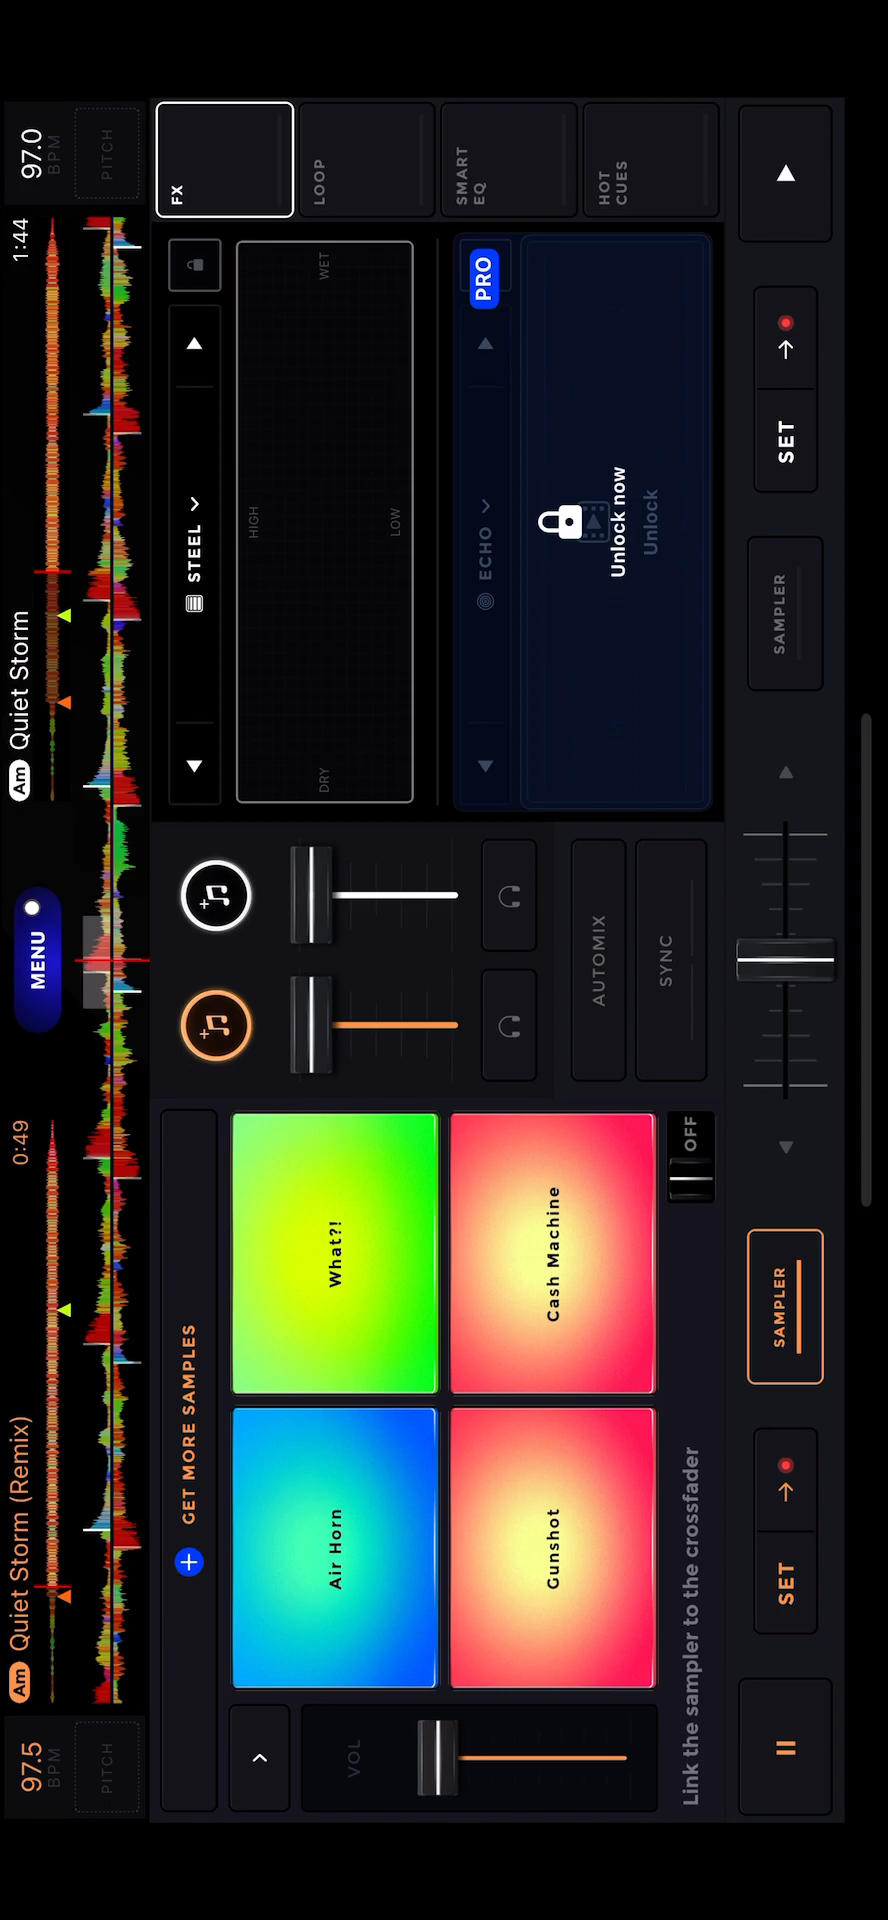 97.5
BPM
PITCH
Am Quiet Storm (Remix)
0:49
MENU
Am Quiet Storm
1:44
97.0
BPM
PITCH
GET MORE SAMPLES
VOL
Air Horn
What?!
Gunshot
Cash Machine
Link the sampler to the crossfader
OFF
AUTOMIX
SYNC
STEEL
HIGH
DRY
WET
LOW
ECHO
PRO
Unlock now
Unlock
FX
LOOP
SMART
EQ
HOT
CUES
SET
SAMPLER
SAMPLER
SET